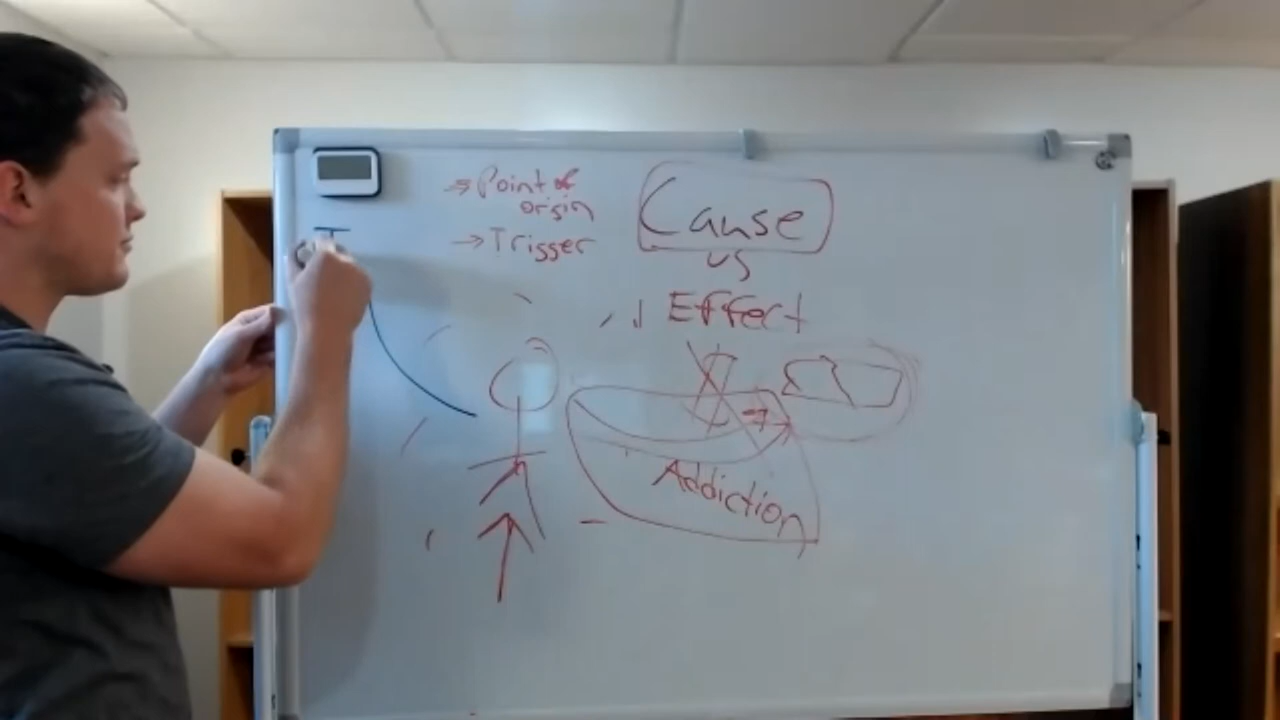 → Point of
origin
→ Trigger
Cause
vs
Effect
Addiction